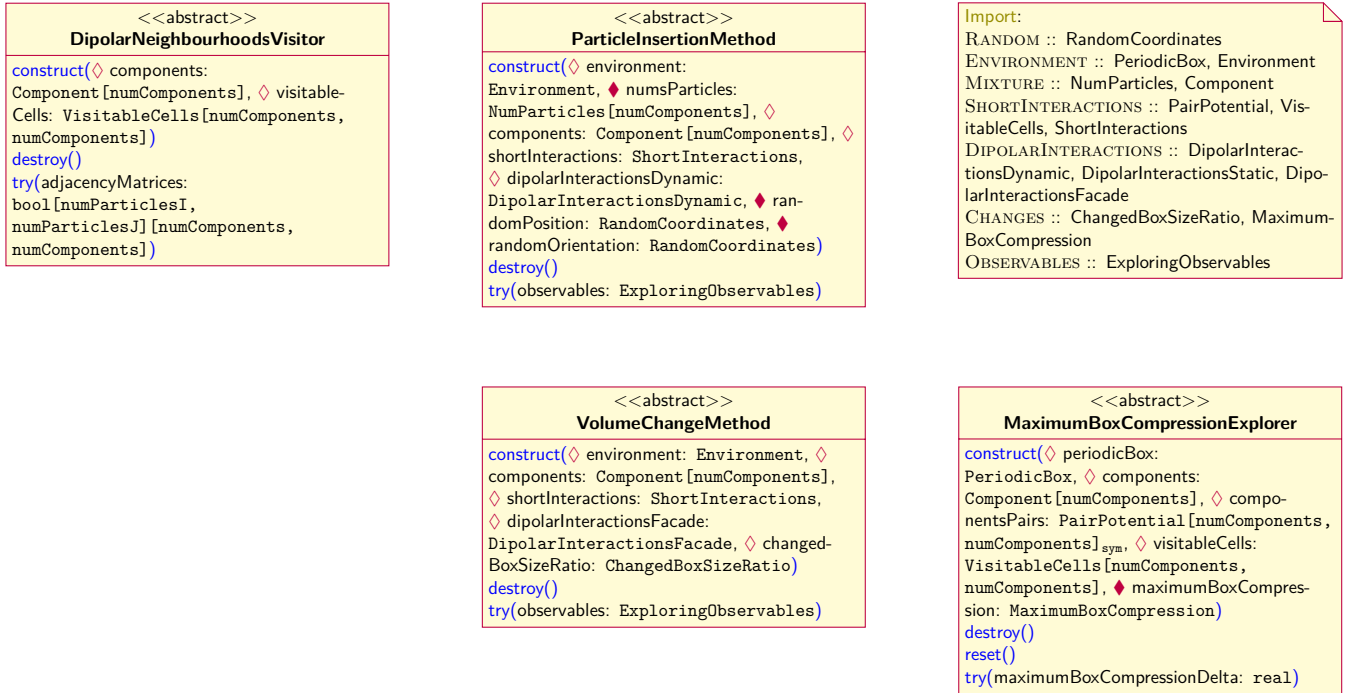 <<abstract>>
DipolarNeighbourhoodsVisitor
construct(♢ components:
Component[numComponents], ♢ visitable-
Cells: VisitableCells[numComponents,
numComponents])
destroy()
try(adjacencyMatrices:
bool[numParticlesI,
numParticlesJ][numComponents,
numComponents])
<<abstract>>
ParticleInsertionMethod
construct(♢ environment:
Environment, ♦ numsParticles:
NumParticles[numComponents], ♢
components: Component[numComponents], ♢
shortInteractions: ShortInteractions,
♢ dipolarInteractionsDynamic:
DipolarInteractionsDynamic, ♦ ran-
domPosition: RandomCoordinates, ♦
randomOrientation: RandomCoordinates)
destroy()
try(observables: ExploringObservables)
Import:
RANDOM :: RandomCoordinates
ENVIRONMENT :: PeriodicBox, Environment
MIXTURE :: NumParticles, Component
SHORTINTERACTIONS :: PairPotential, Vis-
itableCells, ShortInteractions
DIPOLARINTERACTIONS :: DipolarInterac-
tionsDynamic, DipolarInteractionsStatic, Dipo-
larInteractionsFacade
CHANGES :: ChangedBoxSizeRatio, Maximum-
BoxCompression
OBSERVABLES :: ExploringObservables
<<abstract>>
VolumeChangeMethod
construct(♢ environment: Environment, ♢
components: Component[numComponents],
♢ shortInteractions: ShortInteractions,
♢ dipolarInteractionsFacade:
DipolarInteractionsFacade, ♢ changed-
BoxSizeRatio: ChangedBoxSizeRatio)
destroy()
try(observables: ExploringObservables)
<<abstract>>
MaximumBoxCompressionExplorer
construct(♢ periodicBox:
PeriodicBox, ♢ components:
Component[numComponents], ♢ compo-
nentsPairs: PairPotential[numComponents,
numComponents]sym, ♢ visitableCells:
VisitableCells[numComponents,
numComponents], ♦ maximumBoxCompres-
sion: MaximumBoxCompression)
destroy()
reset()
try(maximumBoxCompressionDelta: real)